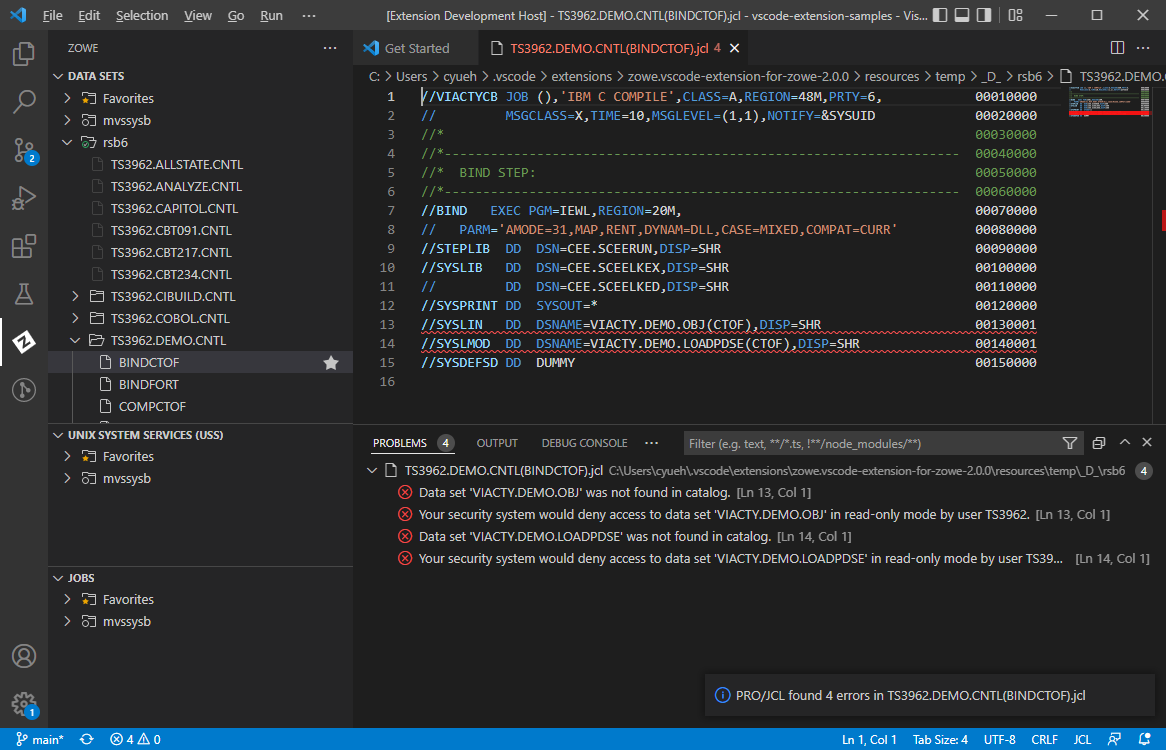 File Edit Selection View Go Run ··· [Extension Development Host] - TS3962.DEMO.CNTL(BINDCTOF).jcl - vscode-extension-samples - Vis...
ZOWE ···
DATA SETS
Favorites
mvssysb
rsb6
TS3962.ALLSTATE.CNTL
TS3962.ANALYZE.CNTL
TS3962.CAPITOL.CNTL
TS3962.CBT091.CNTL
TS3962.CBT217.CNTL
TS3962.CBT234.CNTL
TS3962.CIBUILD.CNTL
TS3962.COBOL.CNTL
TS3962.DEMO.CNTL
BINDCTOF
BINDFORT
COMPCTOF
UNIX SYSTEM SERVICES (USS)
Favorites
mvssysb
JOBS
Favorites
mvssysb
2
1
Get Started
TS3962.DEMO.CNTL(BINDCTOF).jcl 4
C: > Users > cyueh > .vscode > extensions > zowe.vscode-extension-for-zowe-2.0.0 > resources > temp > _D_ > rsb6 > TS3962.DEMO.
1 //VIACTYCB JOB (),'IBM C COMPILE',CLASS=A,REGION=48M,PRTY=6, 00010000
2 // MSGCLASS=X,TIME=10,MSGLEVEL=(1,1),NOTIFY=&SYSUID 00020000
3 //* 00030000
4 //*------------------------------------------------------------------- 00040000
5 //* BIND STEP: 00050000
6 //*------------------------------------------------------------------- 00060000
7 //BIND EXEC PGM=IEWL,REGION=20M, 00070000
8 // PARM='AMODE=31,MAP,RENT,DYNAM=DLL,CASE=MIXED,COMPAT=CURR' 00080000
9 //STEPLIB DD DSN=CEE.SCEERUN,DISP=SHR 00090000
10 //SYSLIB DD DSN=CEE.SCEELKEX,DISP=SHR 00100000
11 // DD DSN=CEE.SCEELKED,DISP=SHR 00110000
12 //SYSPRINT DD SYSOUT=* 00120000
13 //SYSLIN DD DSNAME=VIACTY.DEMO.OBJ(CTOF),DISP=SHR 00130001
14 //SYSLMOD DD DSNAME=VIACTY.DEMO.LOADPDSE(CTOF),DISP=SHR 00140001
15 //SYSDEFSD DD DUMMY 00150000
16
PROBLEMS 4 OUTPUT DEBUG CONSOLE ··· Filter (e.g. text, **/*.ts, !**/node_modules/**)
TS3962.DEMO.CNTL(BINDCTOF).jcl C:\Users\cyueh\.vscode\extensions\zowe.vscode-extension-for-zowe-2.0.0\resources\temp\_D_\rsb6 4
Data set 'VIACTY.DEMO.OBJ' was not found in catalog. [Ln 13, Col 1]
Your security system would deny access to data set 'VIACTY.DEMO.OBJ' in read-only mode by user TS3962. [Ln 13, Col 1]
Data set 'VIACTY.DEMO.LOADPDSE' was not found in catalog. [Ln 14, Col 1]
Your security system would deny access to data set 'VIACTY.DEMO.LOADPDSE' in read-only mode by user TS39... [Ln 14, Col 1]
PRO/JCL found 4 errors in TS3962.DEMO.CNTL(BINDCTOF).jcl
main* 4 0 Ln 1, Col 1 Tab Size: 4 UTF-8 CRLF JCL